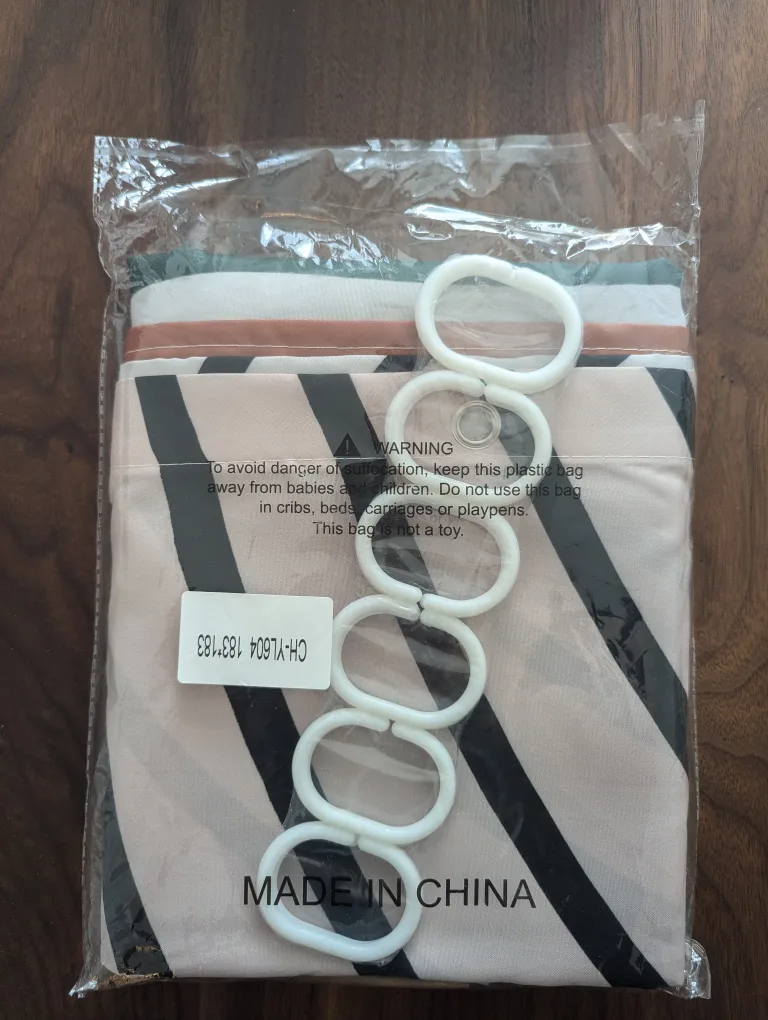 WARNING
To avoid danger of suffocation, keep this plastic bag
away from babies and children. Do not use this bag
in cribs, beds, carriages or playpens.
This bag is not a toy.
CH-YL604 183*183
MADE IN CHINA